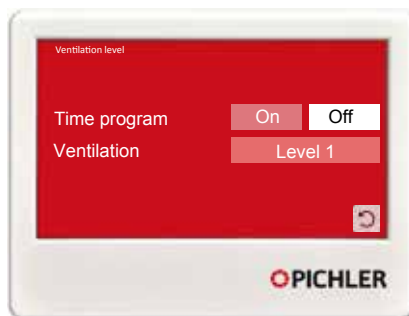 Ventilation level
Time program On Off
Ventilation Level 1
PICHLER